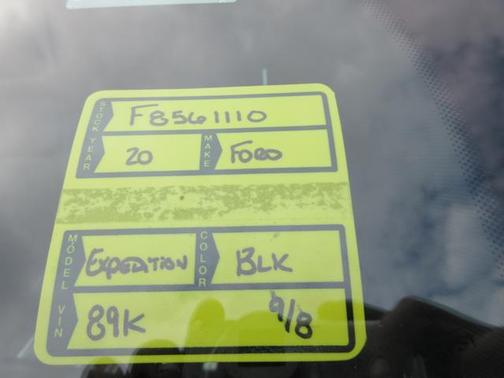 STOCK F8561110
YEAR 20 MAKE FORD
MODEL EXPEDITION COLOR BLK
VIN 89K 9/8